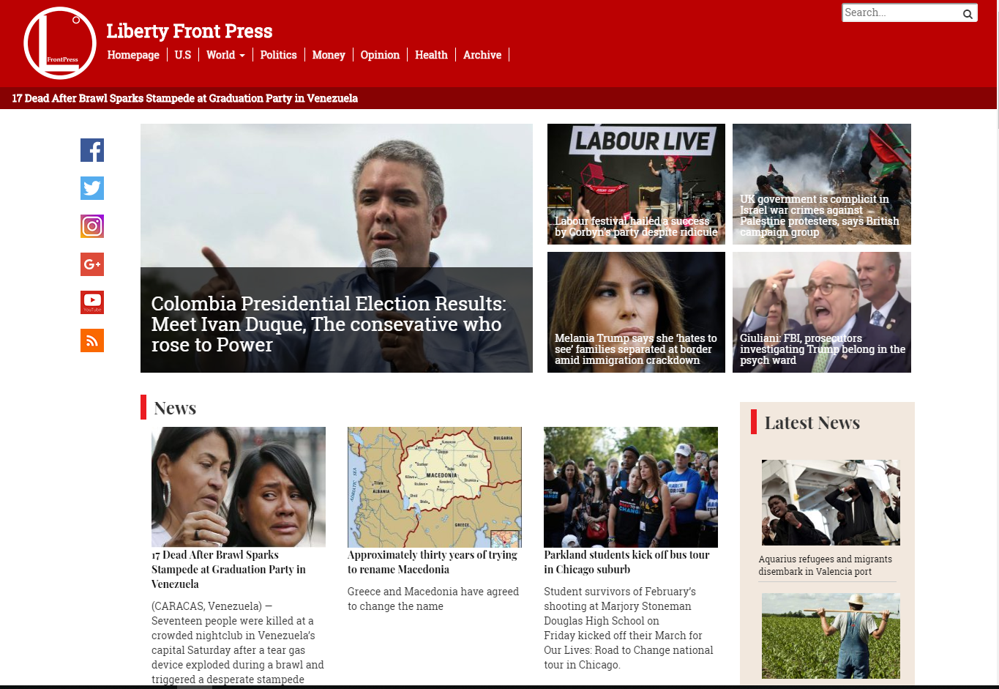 Search...
FrontPress
Liberty Front Press
Homepage U.S World Politics Money Opinion Health Archive
17 Dead After Brawl Sparks Stampede at Graduation Party in Venezuela
YouTube
Colombia Presidential Election Results:
Meet Ivan Duque, The consevative who
rose to Power
LABOUR LIVE
JEREMY CORBYN
Labour festival hailed a success
by Corbyn's party despite ridicule
UK government is complicit in
Israel war crimes against
Palestine protesters, says British
campaign group
Melania Trump says she ‘hates to
see’ families separated at border
amid immigration crackdown
Giuliani: FBI, prosecutors
investigating Trump belong in the
psych ward
News
17 Dead After Brawl Sparks
Stampede at Graduation Party in
Venezuela
(CARACAS, Venezuela) —
Seventeen people were killed at a
crowded nightclub in Venezuela’s
capital Saturday after a tear gas
device exploded during a brawl and
triggered a desperate stampede
BULGARIA
MACEDONIA
ADRIATIC SEA
ALBANIA
GREECE
Approximately thirty years of trying
to rename Macedonia
Greece and Macedonia have agreed
to change the name
ROAD TO
CHANGE
MARCH
FOR OUR
Parkland students kick off bus tour
in Chicago suburb
Student survivors of February’s
shooting at Marjory Stoneman
Douglas High School on
Friday kicked off their March for
Our Lives: Road to Change national
tour in Chicago.
Latest News
Aquarius refugees and migrants
disembark in Valencia port